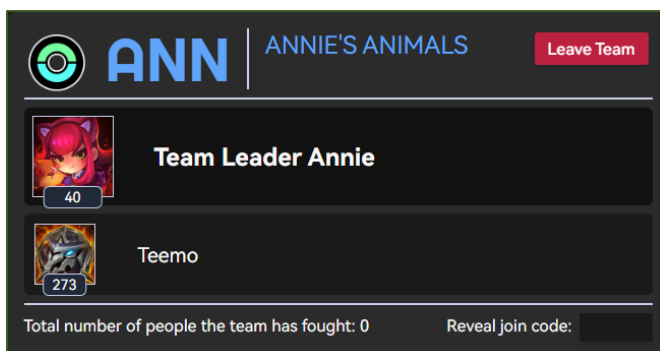 ANN
ANNIE'S ANIMALS
Leave Team
Team Leader Annie
40
Teemo
273
Total number of people the team has fought: 0
Reveal join code: